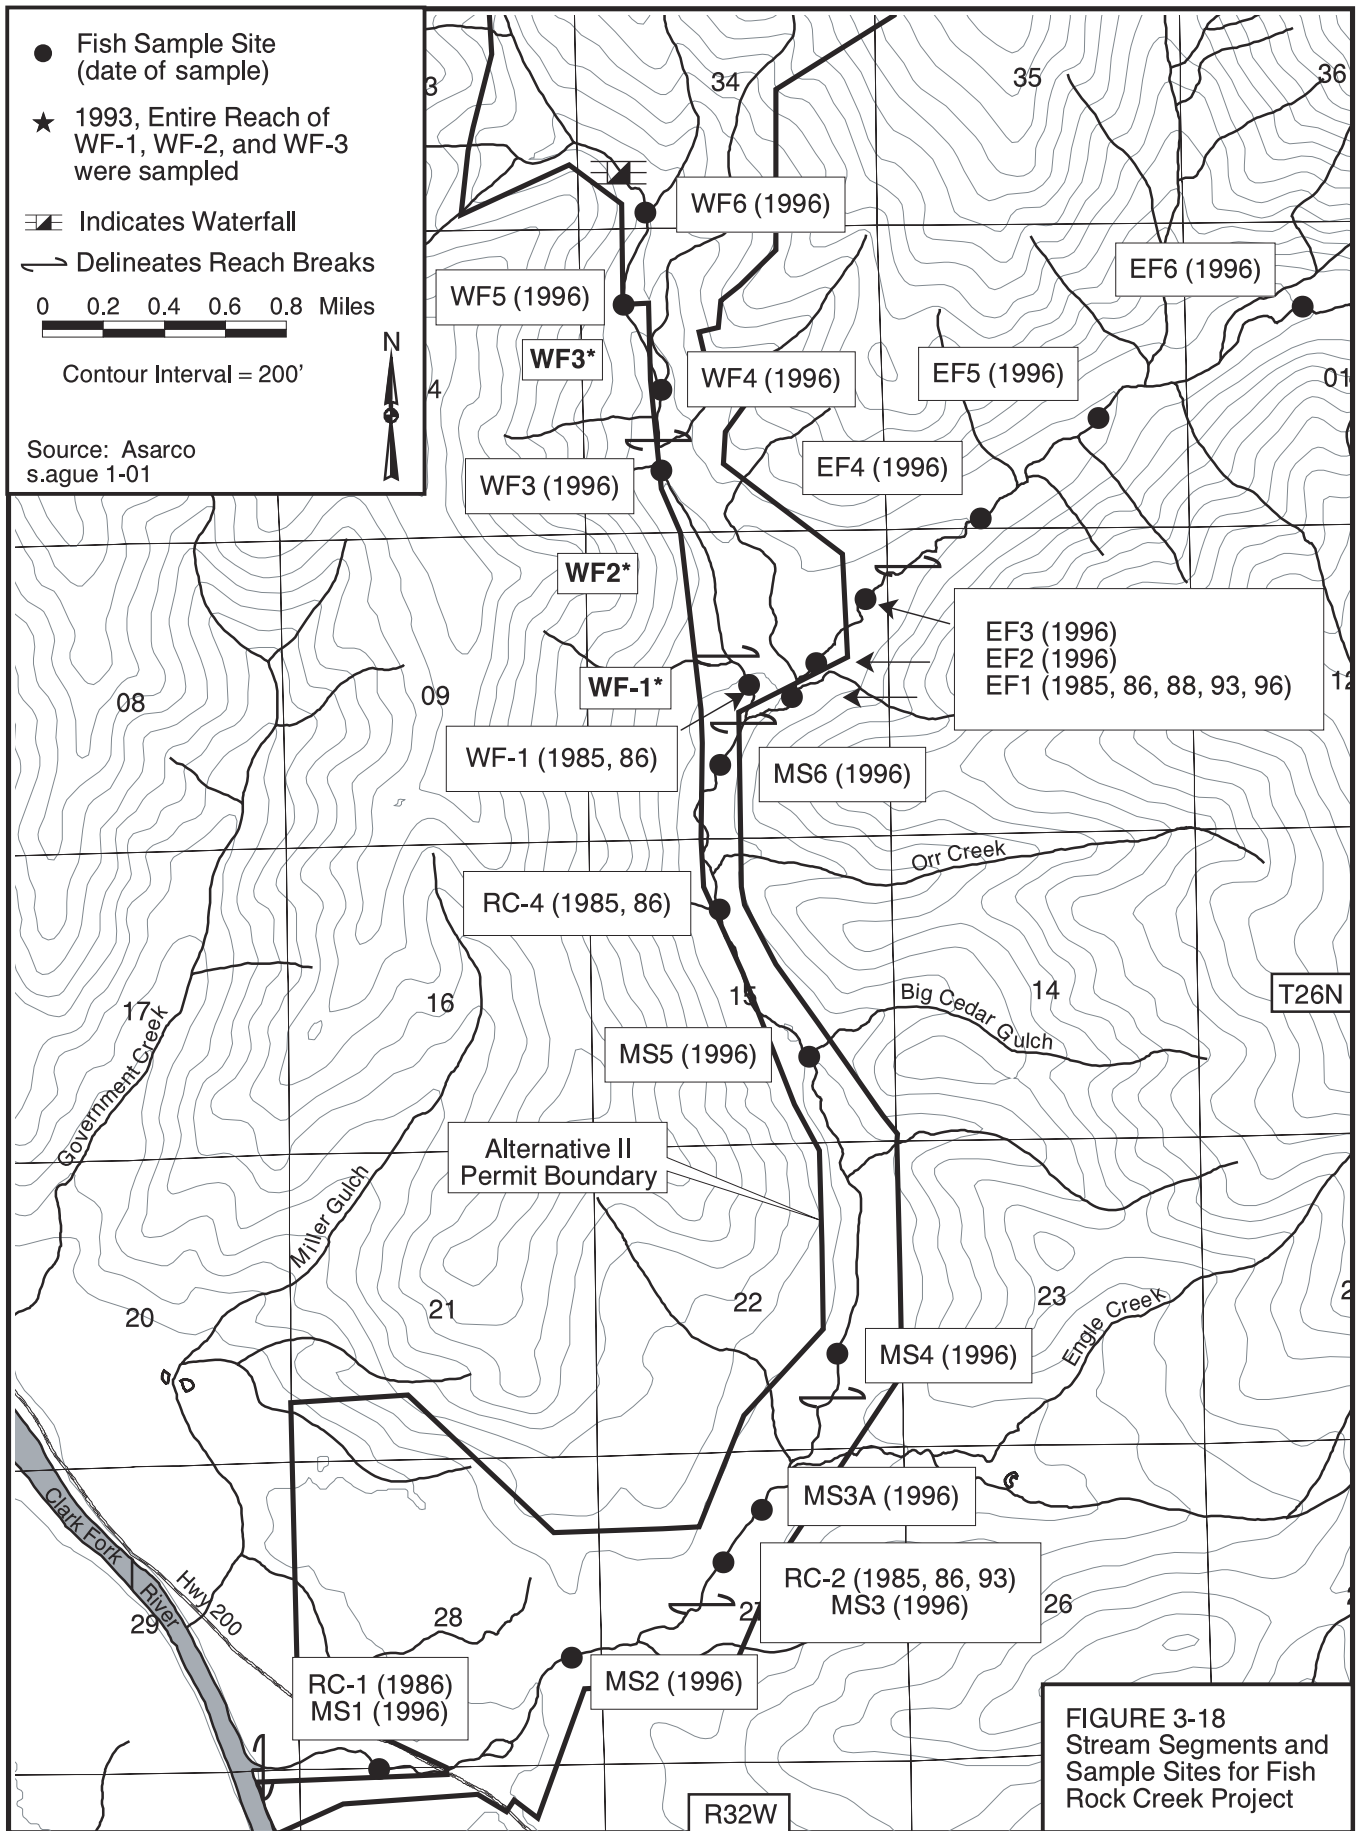 Fish Sample Site
(date of sample)
1993, Entire Reach of
WF-1, WF-2, and WF-3
were sampled
Indicates Waterfall
Delineates Reach Breaks
0 0.2 0.4 0.6 0.8 Miles
Contour Interval = 200'
N
Source: Asarco
s.ague 1-01
3
34
35
36
WF6 (1996)
EF6 (1996)
WF5 (1996)
WF3*
WF4 (1996)
EF5 (1996)
01
4
EF4 (1996)
WF3 (1996)
WF2*
EF3 (1996)
EF2 (1996)
EF1 (1985, 86, 88, 93, 96)
WF-1*
08
09
12
WF-1 (1985, 86)
MS6 (1996)
Orr Creek
RC-4 (1985, 86)
17
16
15
14
T26N
Big Cedar Gulch
Government Creek
MS5 (1996)
Alternative II
Permit Boundary
Miller Gulch
20
21
22
23
2
Engle Creek
MS4 (1996)
MS3A (1996)
Clark Fork
River
Hwy 200
RC-2 (1985, 86, 93)
MS3 (1996)
29
28
27
26
2
RC-1 (1986)
MS1 (1996)
MS2 (1996)
R32W
FIGURE 3-18
Stream Segments and
Sample Sites for Fish
Rock Creek Project